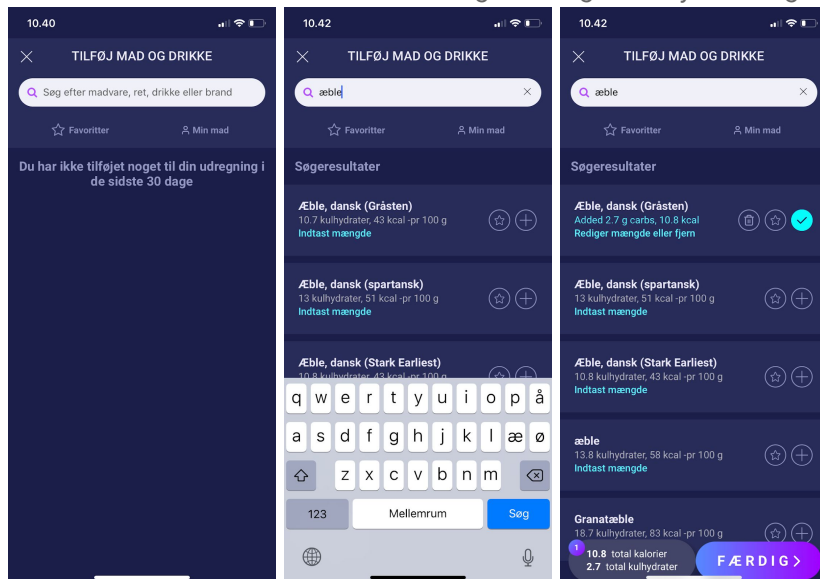 10.40
TILFØJ MAD OG DRIKKE
Søg efter madvare, ret, drikke eller brand
Favoritter
Min mad
Du har ikke tilføjet noget til din udregning i
de sidste 30 dage
10.42
TILFØJ MAD OG DRIKKE
æble
Favoritter
Min mad
Søgeresultater
Æble, dansk (Gråsten)
10.7 kulhydrater, 43 kcal -pr 100 g
Indtast mængde
Æble, dansk (spartansk)
13 kulhydrater, 51 kcal -pr 100 g
Indtast mængde
Æble, dansk (Stark Earliest)
10.8 kulhydrater, 43 kcal -pr 100 g
q w e r t y u i o p å
a s d f g h j k l æ ø
z x c v b n m
123
Mellemrum
Søg
10.42
TILFØJ MAD OG DRIKKE
æble
Favoritter
Min mad
Søgeresultater
Æble, dansk (Gråsten)
Added 2.7 g carbs, 10.8 kcal
Rediger mængde eller fjern
Æble, dansk (spartansk)
13 kulhydrater, 51 kcal -pr 100 g
Indtast mængde
Æble, dansk (Stark Earliest)
10.8 kulhydrater, 43 kcal -pr 100 g
Indtast mængde
æble
13.8 kulhydrater, 58 kcal -pr 100 g
Indtast mængde
Granatæble
18.7 kulhydrater, 83 kcal -pr 100 g
1
10.8 total kalorier
2.7 total kulhydrater
FÆRDIG